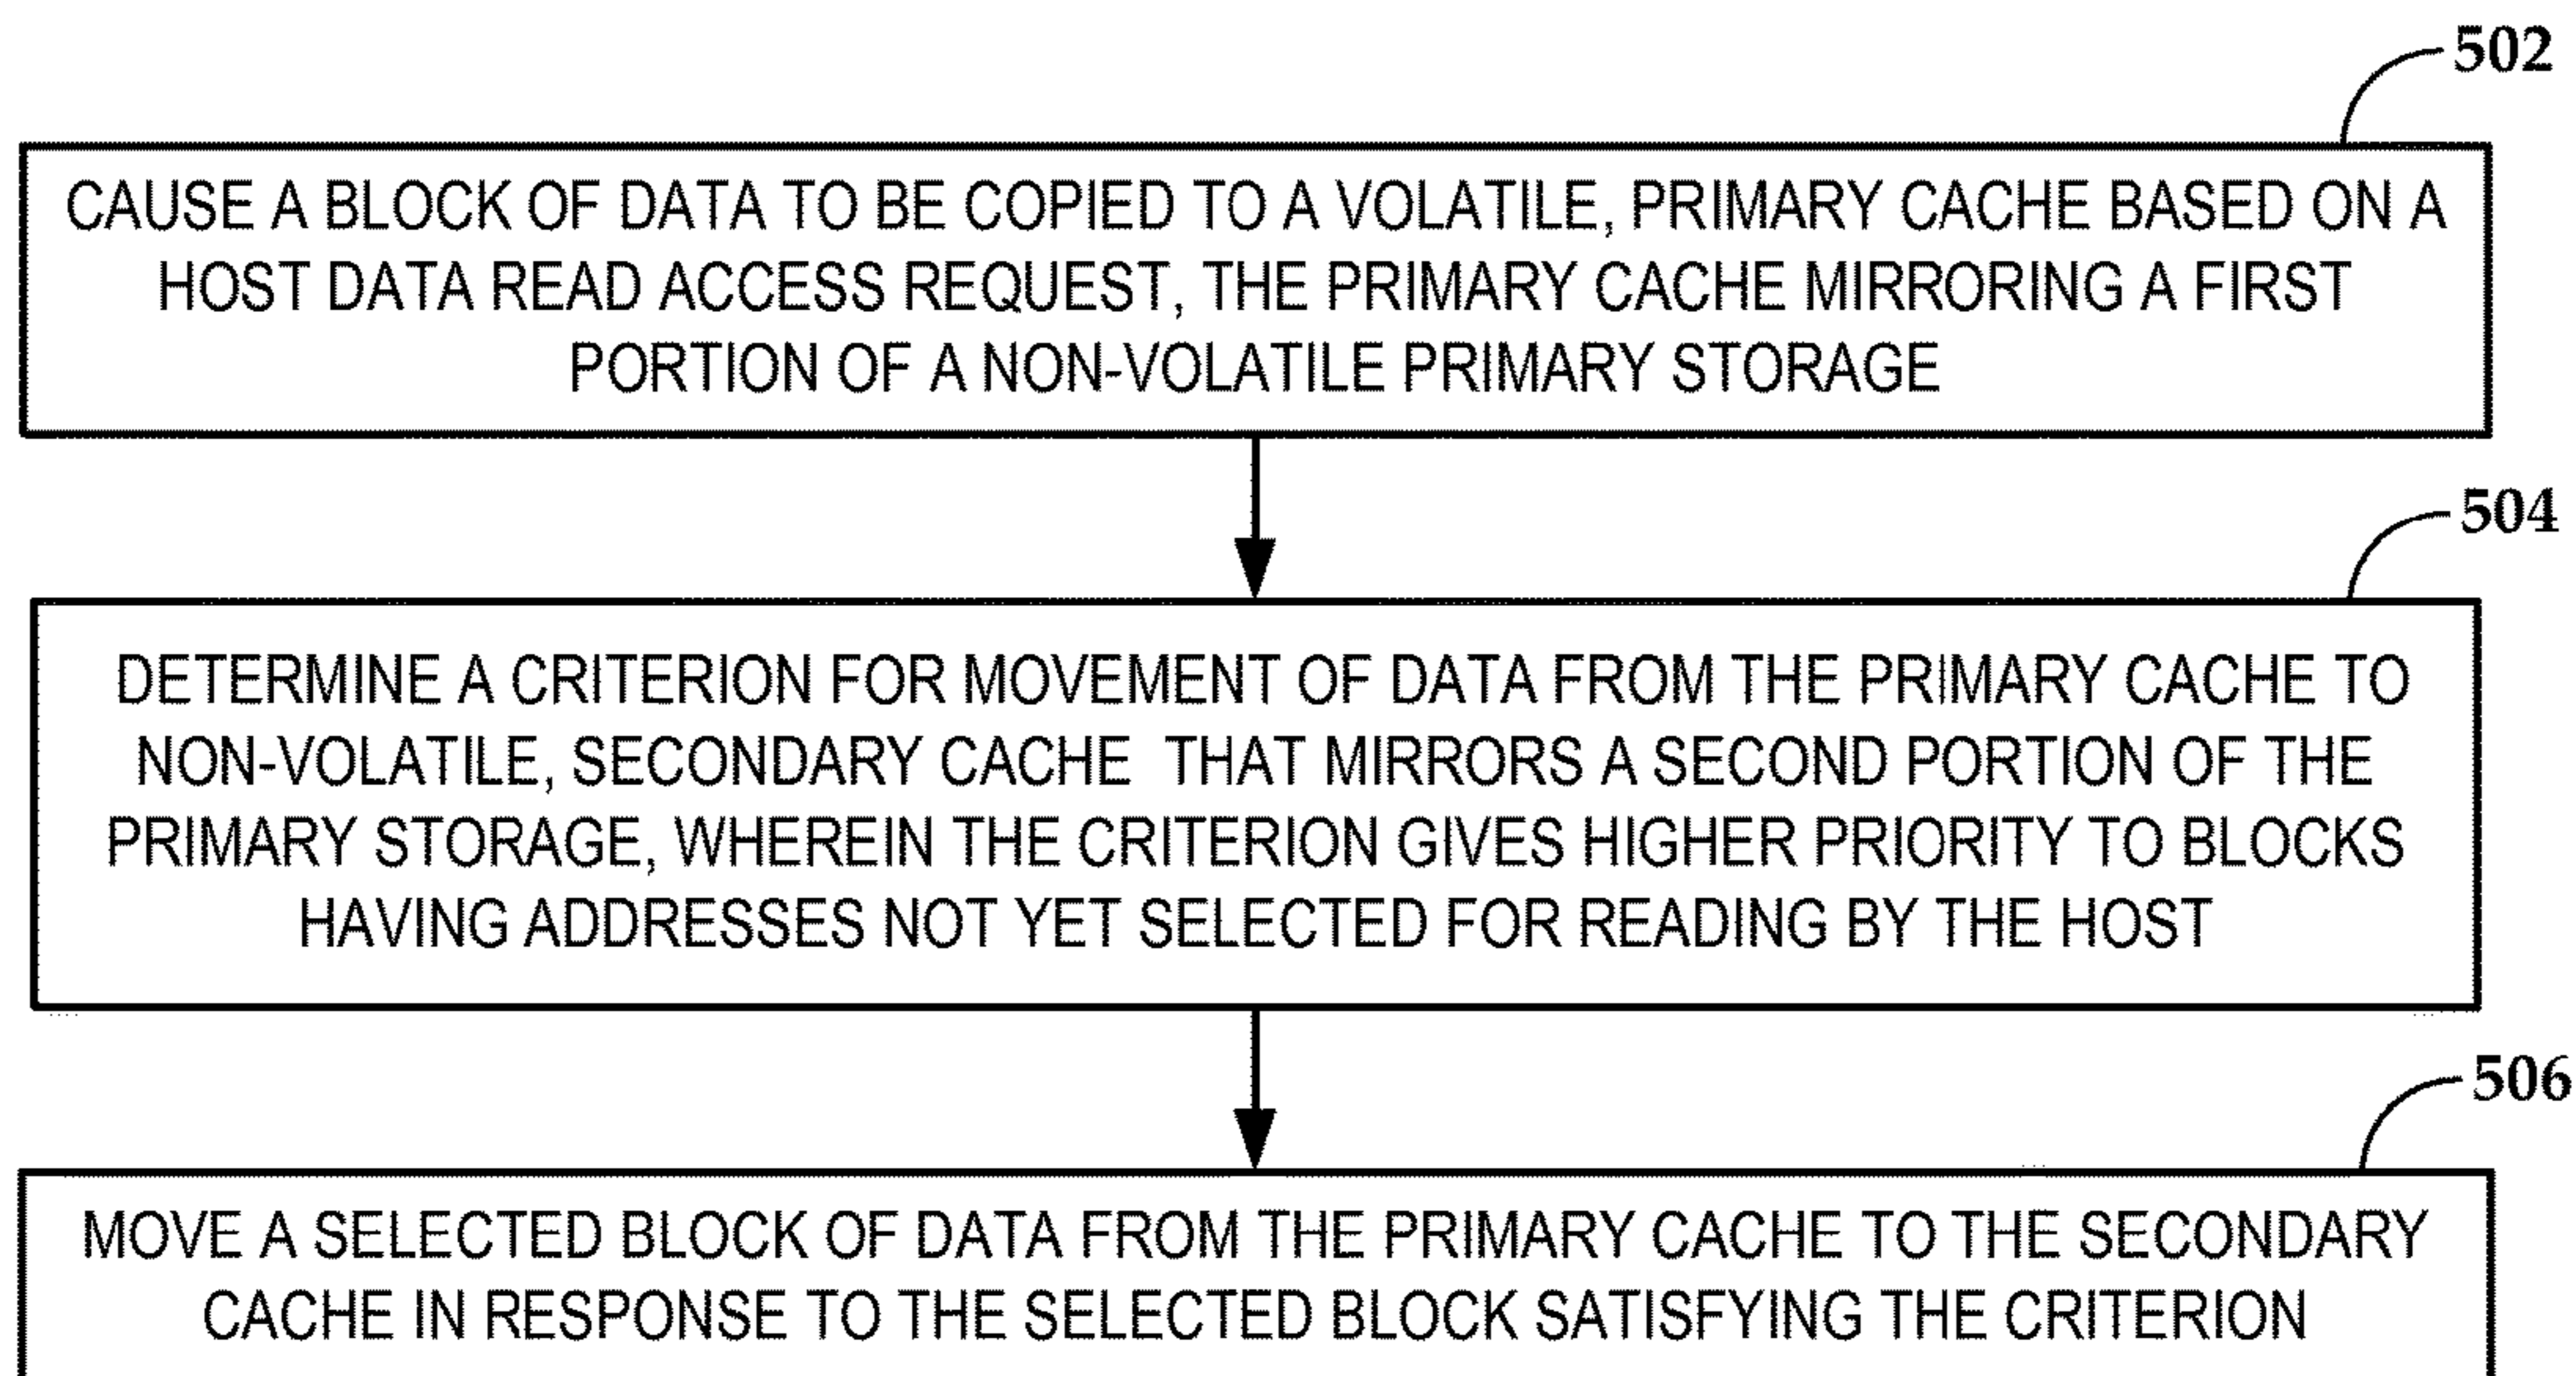 502
CAUSE A BLOCK OF DATA TO BE COPIED TO A VOLATILE, PRIMARY CACHE BASED ON A
HOST DATA READ ACCESS REQUEST, THE PRIMARY CACHE MIRRORING A FIRST
PORTION OF A NON-VOLATILE PRIMARY STORAGE
504
DETERMINE A CRITERION FOR MOVEMENT OF DATA FROM THE PRIMARY CACHE TO
NON-VOLATILE, SECONDARY CACHE THAT MIRRORS A SECOND PORTION OF THE
PRIMARY STORAGE, WHEREIN THE CRITERION GIVES HIGHER PRIORITY TO BLOCKS
HAVING ADDRESSES NOT YET SELECTED FOR READING BY THE HOST
506
MOVE A SELECTED BLOCK OF DATA FROM THE PRIMARY CACHE TO THE SECONDARY
CACHE IN RESPONSE TO THE SELECTED BLOCK SATISFYING THE CRITERION